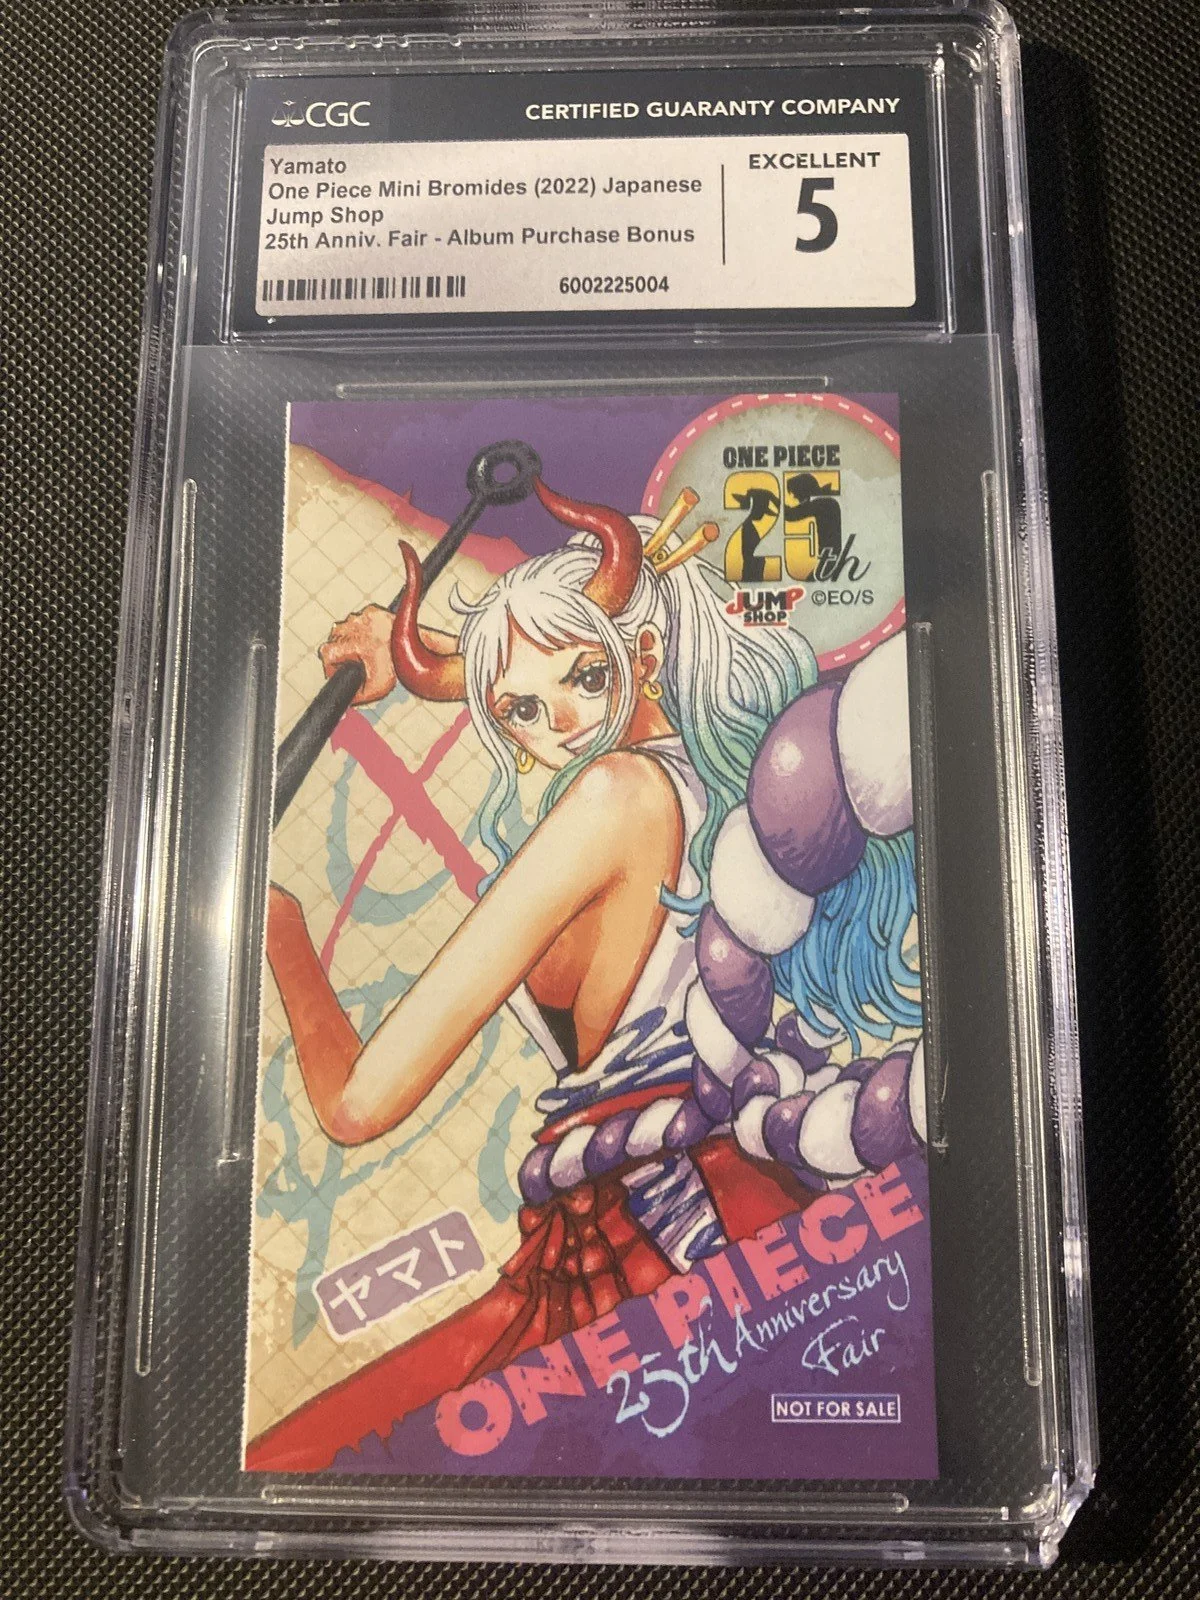 CGC
CERTIFIED GUARANTY COMPANY
Yamato
One Piece Mini Bromides (2022) Japanese
Jump Shop
25th Anniv. Fair - Album Purchase Bonus
6002225004
EXCELLENT
5
ONE PIECE
25th
JUMP
SHOP
©EO/S
ヤマト
ONE PIECE
25th Anniversary
Fair
NOT FOR SALE